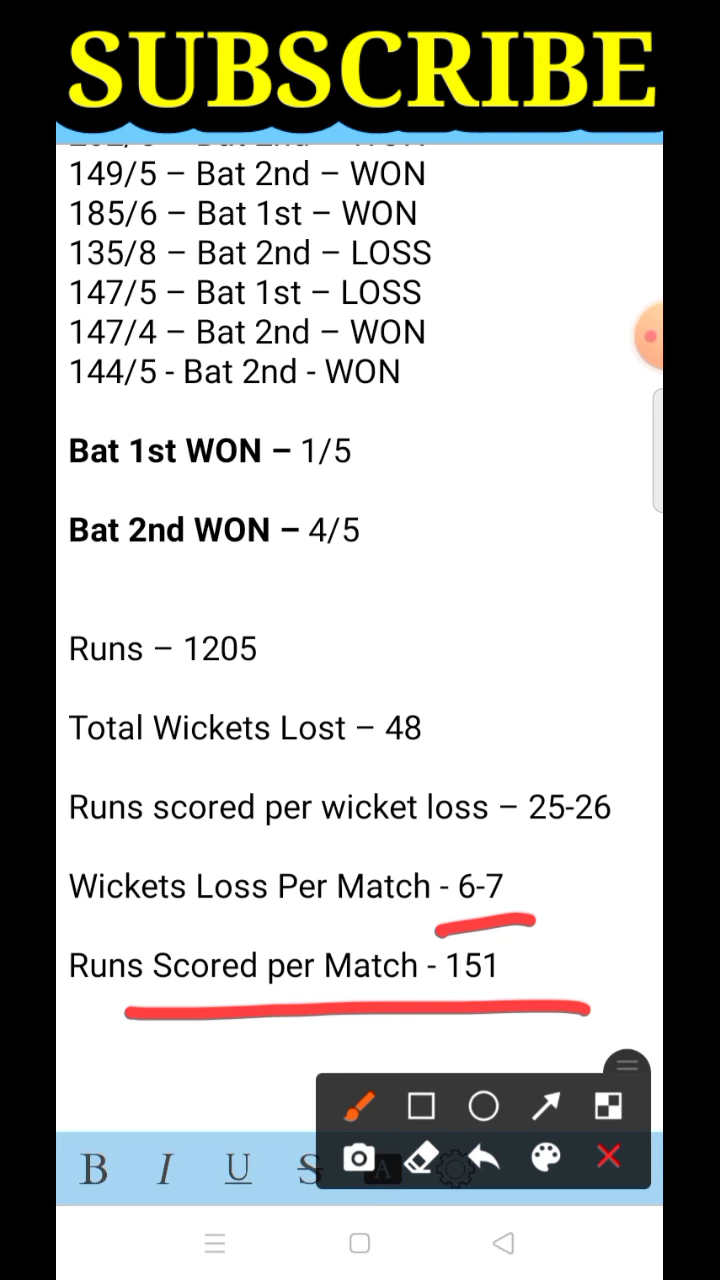 SUBSCRIBE
149/5 – Bat 2nd – WON
185/6 – Bat 1st – WON
135/8 – Bat 2nd – LOSS
147/5 – Bat 1st – LOSS
147/4 – Bat 2nd – WON
144/5 - Bat 2nd - WON
Bat 1st WON – 1/5
Bat 2nd WON – 4/5
Runs – 1205
Total Wickets Lost – 48
Runs scored per wicket loss – 25-26
Wickets Loss Per Match - 6-7
Runs Scored per Match - 151
B I U S A